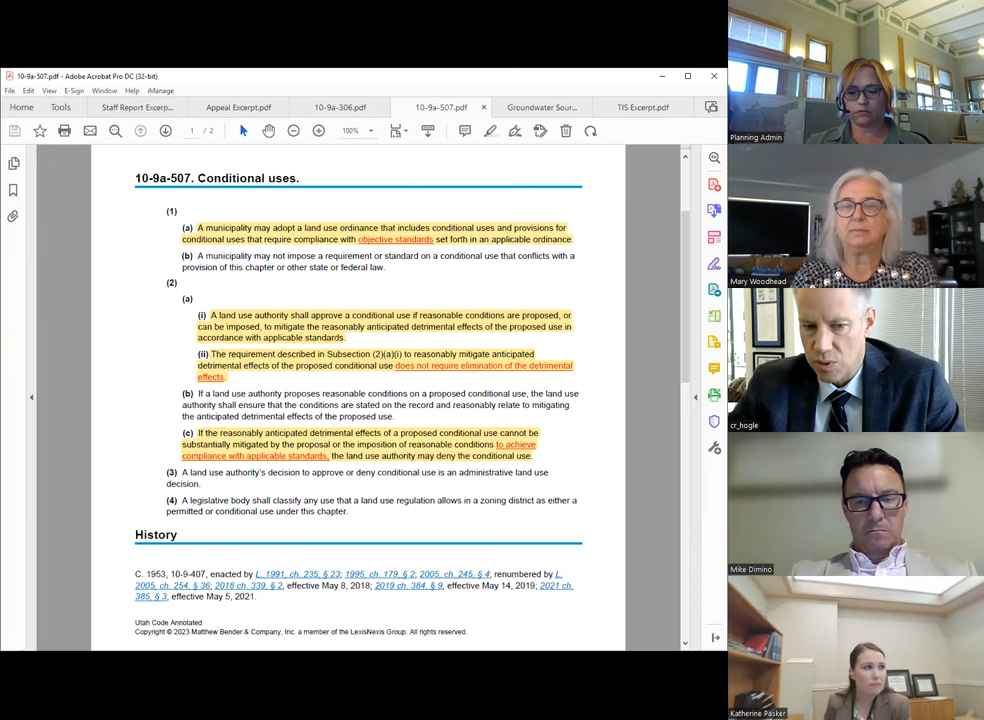 10-9a-507.pdf - Adobe Acrobat Pro DC (32-bit)
File Edit View E-Sign Window Help iManage
Home Tools Staff Report Excerp... Appeal Excerpt.pdf 10-9a-306.pdf 10-9a-507.pdf × Groundwater Sour... TIS Excerpt.pdf
1 / 2 100%
10-9a-507. Conditional uses.
(1)
(a) A municipality may adopt a land use ordinance that includes conditional uses and provisions for
conditional uses that require compliance with objective standards set forth in an applicable ordinance.
(b) A municipality may not impose a requirement or standard on a conditional use that conflicts with a
provision of this chapter or other state or federal law.
(2)
(a)
(i) A land use authority shall approve a conditional use if reasonable conditions are proposed, or
can be imposed, to mitigate the reasonably anticipated detrimental effects of the proposed use in
accordance with applicable standards.
(ii) The requirement described in Subsection (2)(a)(i) to reasonably mitigate anticipated
detrimental effects of the proposed conditional use does not require elimination of the detrimental
effects.
(b) If a land use authority proposes reasonable conditions on a proposed conditional use, the land use
authority shall ensure that the conditions are stated on the record and reasonably relate to mitigating
the anticipated detrimental effects of the proposed use.
(c) If the reasonably anticipated detrimental effects of a proposed conditional use cannot be
substantially mitigated by the proposal or the imposition of reasonable conditions to achieve
compliance with applicable standards, the land use authority may deny the conditional use.
(3) A land use authority's decision to approve or deny conditional use is an administrative land use
decision.
(4) A legislative body shall classify any use that a land use regulation allows in a zoning district as either a
permitted or conditional use under this chapter.
History
C. 1953, 10-9-407, enacted by L. 1991, ch. 235, § 23; 1995, ch. 179, § 2; 2005, ch. 245, § 4; renumbered by L.
2005, ch. 254, § 36; 2018 ch. 339, § 2, effective May 8, 2018; 2019 ch. 384, § 9, effective May 14, 2019; 2021 ch.
385, § 3, effective May 5, 2021.
Utah Code Annotated
Copyright © 2023 Matthew Bender & Company, Inc. a member of the LexisNexis Group. All rights reserved.
Planning Admin
Mary Woodhead
cr_hogle
Mike Dimino
Katherine Pasker